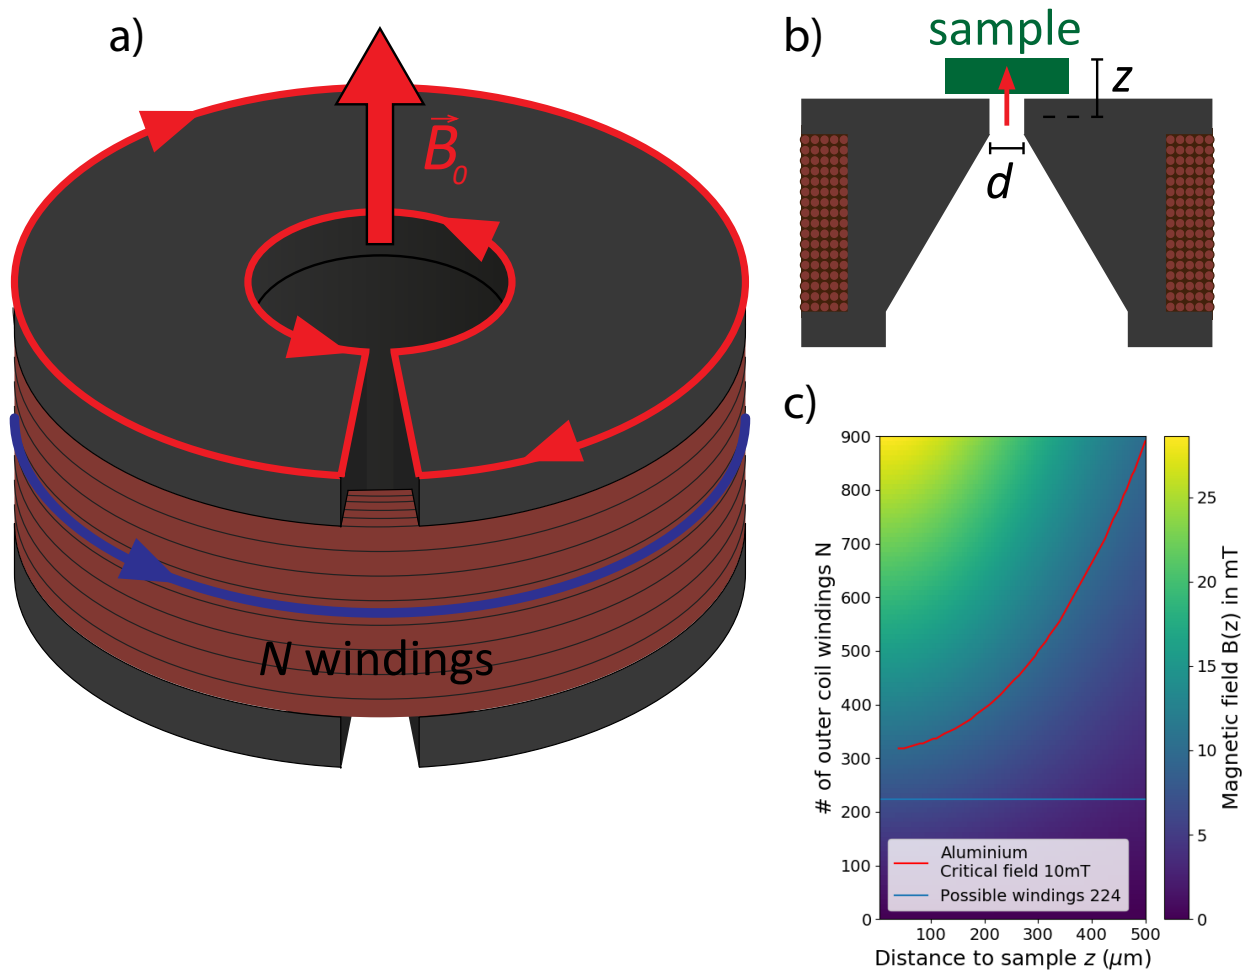 a)
B⃗₀
N windings
b)
sample
z
d
c)
# of outer coil windings N
900
800
700
600
500
400
300
200
100
0
Aluminium
Critical field 10mT
Possible windings 224
100
200
300
400
500
Distance to sample z (μm)
25
20
15
10
5
0
Magnetic field B(z) in mT